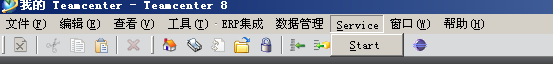 我的 Teamcenter - Teamcenter 8
文件(F) 编辑(E) 查看(V) 工具(T) ERP集成 数据管理 Service 窗口(W) 帮助(H)
Start